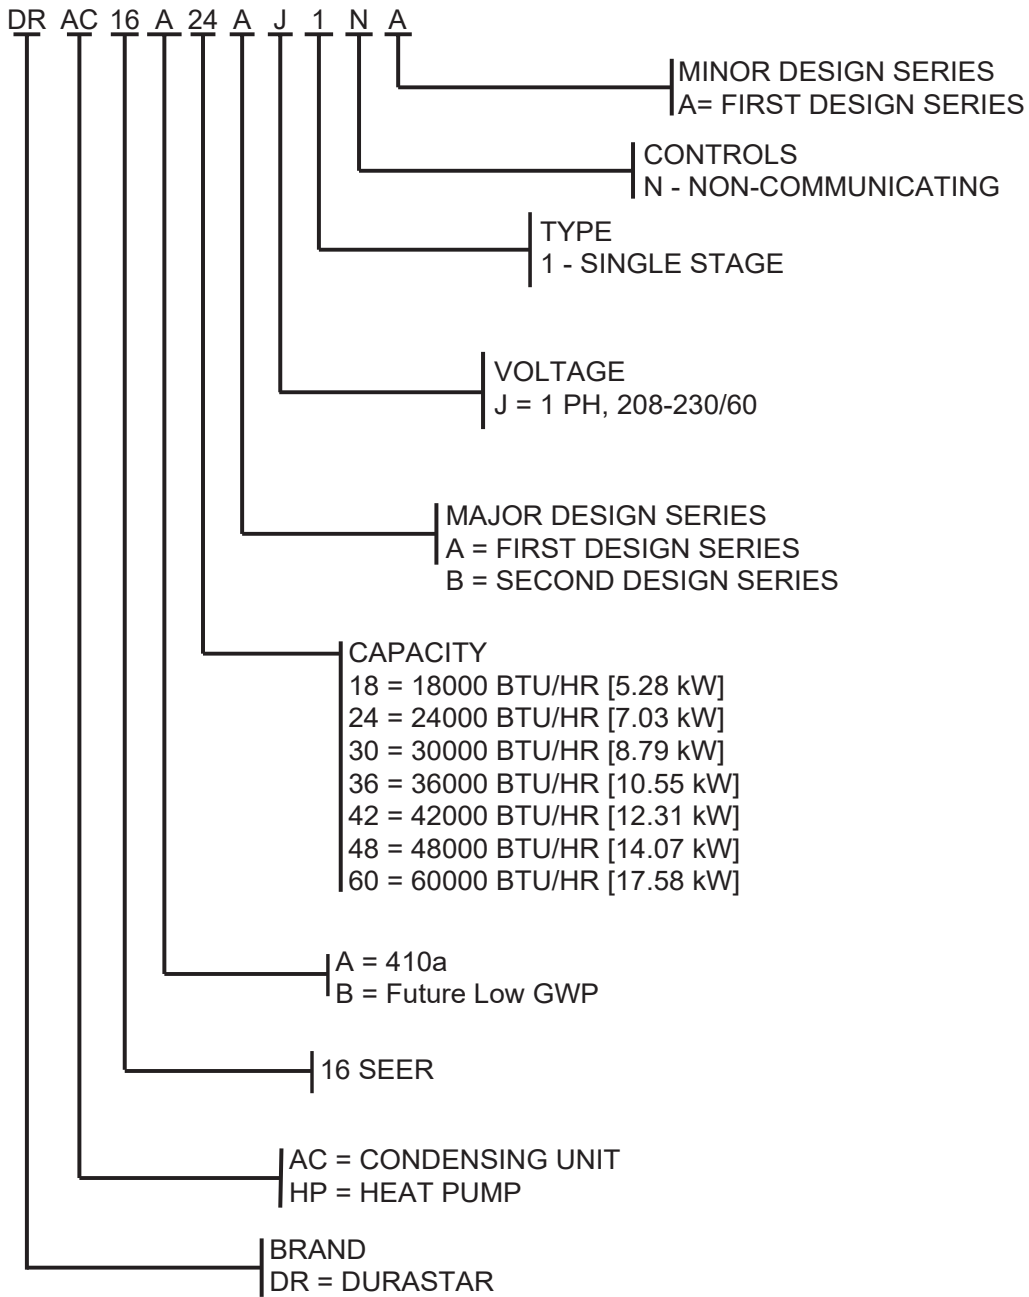 DR AC 16 A 24 A J 1 N A
MINOR DESIGN SERIES
A= FIRST DESIGN SERIES
CONTROLS
N - NON-COMMUNICATING
TYPE
1 - SINGLE STAGE
VOLTAGE
J = 1 PH, 208-230/60
MAJOR DESIGN SERIES
A = FIRST DESIGN SERIES
B = SECOND DESIGN SERIES
CAPACITY
18 = 18000 BTU/HR [5.28 kW]
24 = 24000 BTU/HR [7.03 kW]
30 = 30000 BTU/HR [8.79 kW]
36 = 36000 BTU/HR [10.55 kW]
42 = 42000 BTU/HR [12.31 kW]
48 = 48000 BTU/HR [14.07 kW]
60 = 60000 BTU/HR [17.58 kW]
A = 410a
B = Future Low GWP
16 SEER
AC = CONDENSING UNIT
HP = HEAT PUMP
BRAND
DR = DURASTAR